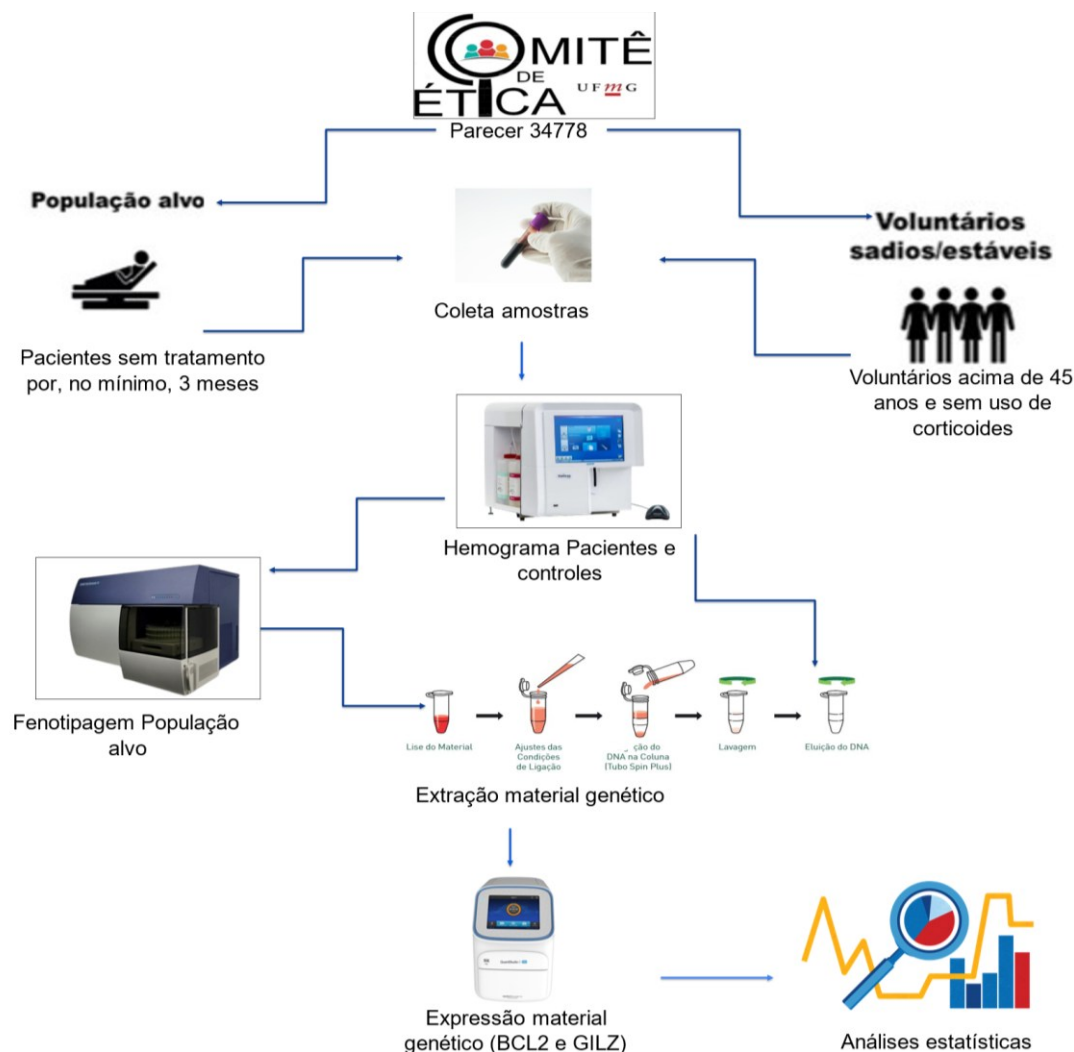 COMITÊ
DE
ÉTICA
UFmG
Parecer 34778
População alvo
Voluntários
sadios/estáveis
Coleta amostras
Pacientes sem tratamento
por, no mínimo, 3 meses
Voluntários acima de 45
anos e sem uso de
corticoides
Hemograma Pacientes e
controles
Fenotipagem População
alvo
Lise do Material
Ajustes das
Condições
de Ligação
ção do
DNA na Coluna
(Tubo Spin Plus)
Lavagem
Eluição do DNA
Extração material genético
Expressão material
genético (BCL2 e GILZ)
Análises estatísticas